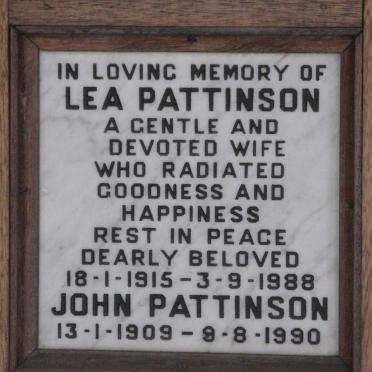 IN LOVING MEMORY OF
LEA PATTINSON
A GENTLE AND
DEVOTED WIFE
WHO RADIATED
GOODNESS AND
HAPPINESS
REST IN PEACE
DEARLY BELOVED
18-1-1915-3-9-1988
JOHN PATTINSON
13-1-1909-9-8-1990